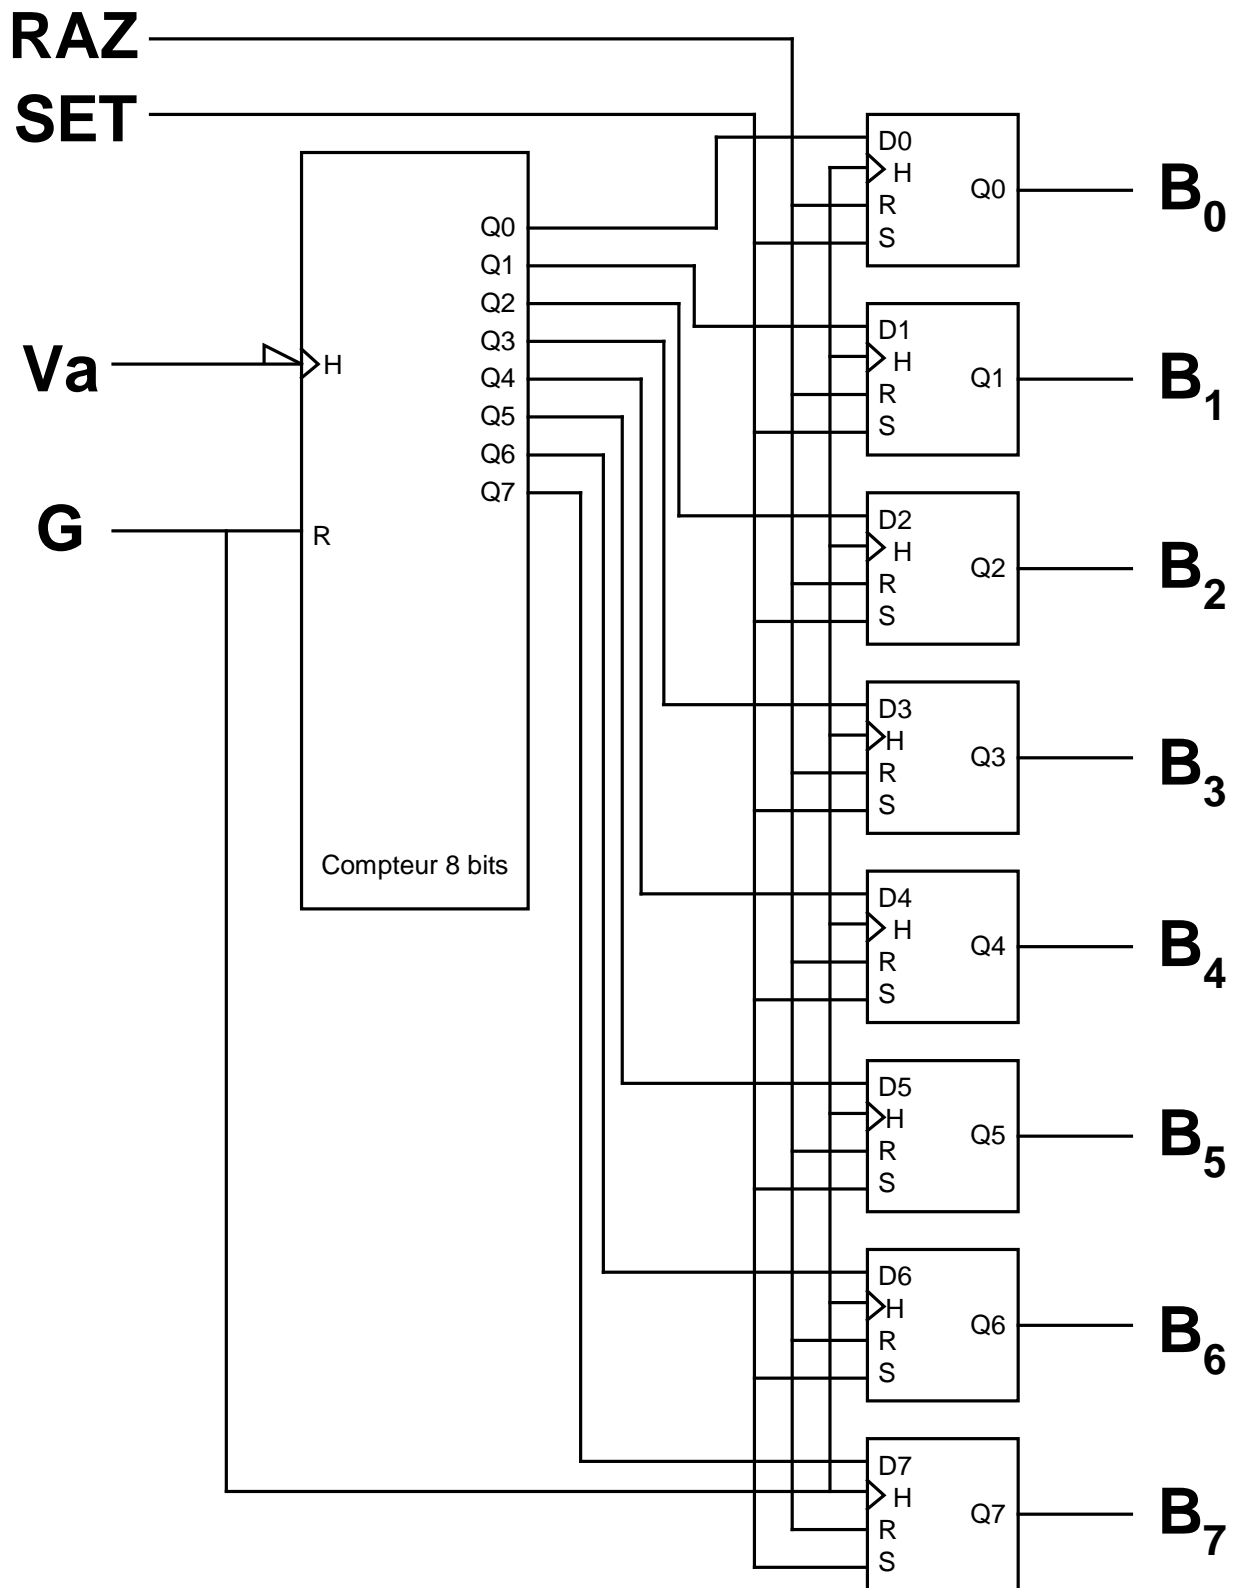 RAZ
SET
Va
G
H
R
Q0
Q1
Q2
Q3
Q4
Q5
Q6
Q7
Compteur 8 bits
D0
H
R
S
Q0
B0
D1
H
R
S
Q1
B1
D2
H
R
S
Q2
B2
D3
H
R
S
Q3
B3
D4
H
R
S
Q4
B4
D5
H
R
S
Q5
B5
D6
H
R
S
Q6
B6
D7
H
R
S
Q7
B7